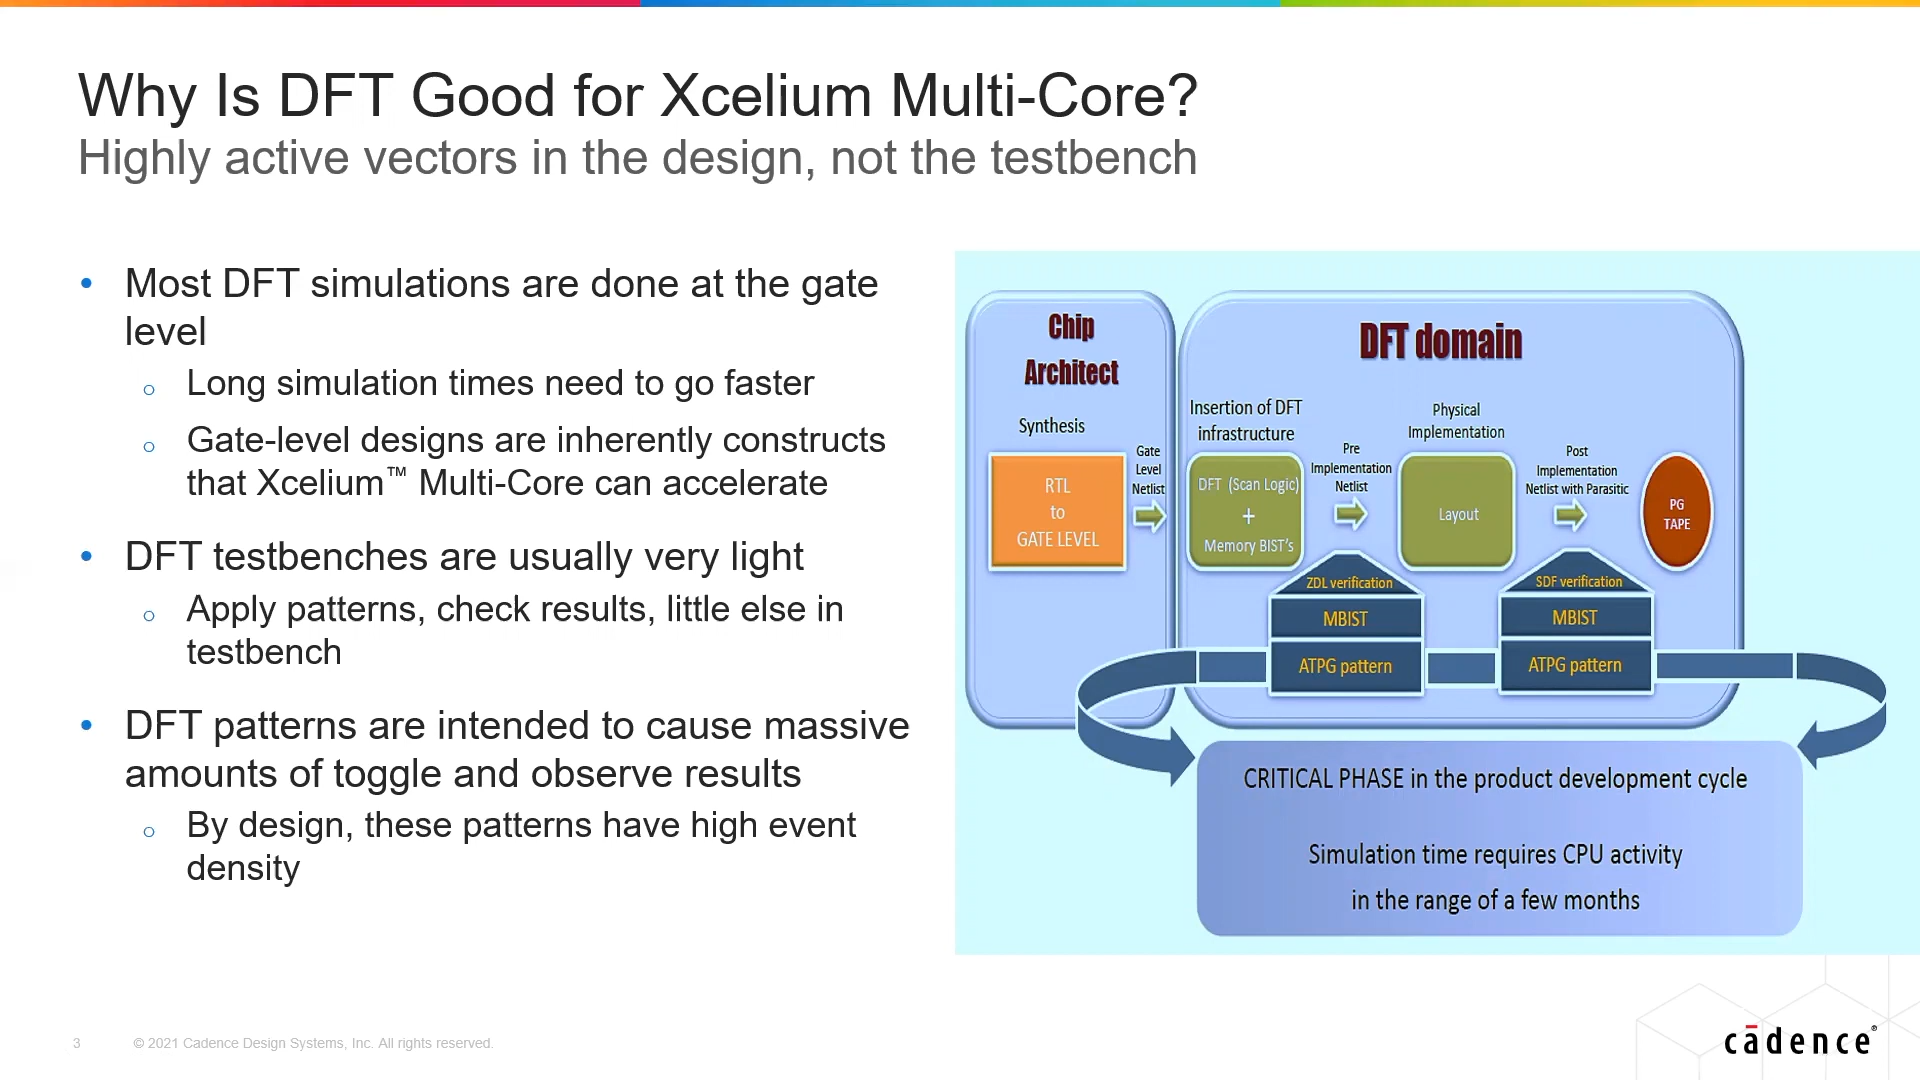 Why Is DFT Good for Xcelium Multi-Core?
Highly active vectors in the design, not the testbench
• Most DFT simulations are done at the gate
level
o Long simulation times need to go faster
o Gate-level designs are inherently constructs
that Xcelium™ Multi-Core can accelerate
• DFT testbenches are usually very light
o Apply patterns, check results, little else in
testbench
• DFT patterns are intended to cause massive
amounts of toggle and observe results
o By design, these patterns have high event
density
Chip
Architect
Synthesis
RTL
to
GATE LEVEL
Gate
Level
Netlist
DFT domain
Insertion of DFT
infrastructure
DFT (Scan Logic)
+
Memory BIST's
Pre
Implementation
Netlist
Physical
Implementation
Layout
Post
Implementation
Netlist with Parasitic
PG
TAPE
ZDL verification
MBIST
ATPG pattern
SDF verification
MBIST
ATPG pattern
CRITICAL PHASE in the product development cycle
Simulation time requires CPU activity
in the range of a few months
3 © 2021 Cadence Design Systems, Inc. All rights reserved.
cādence®